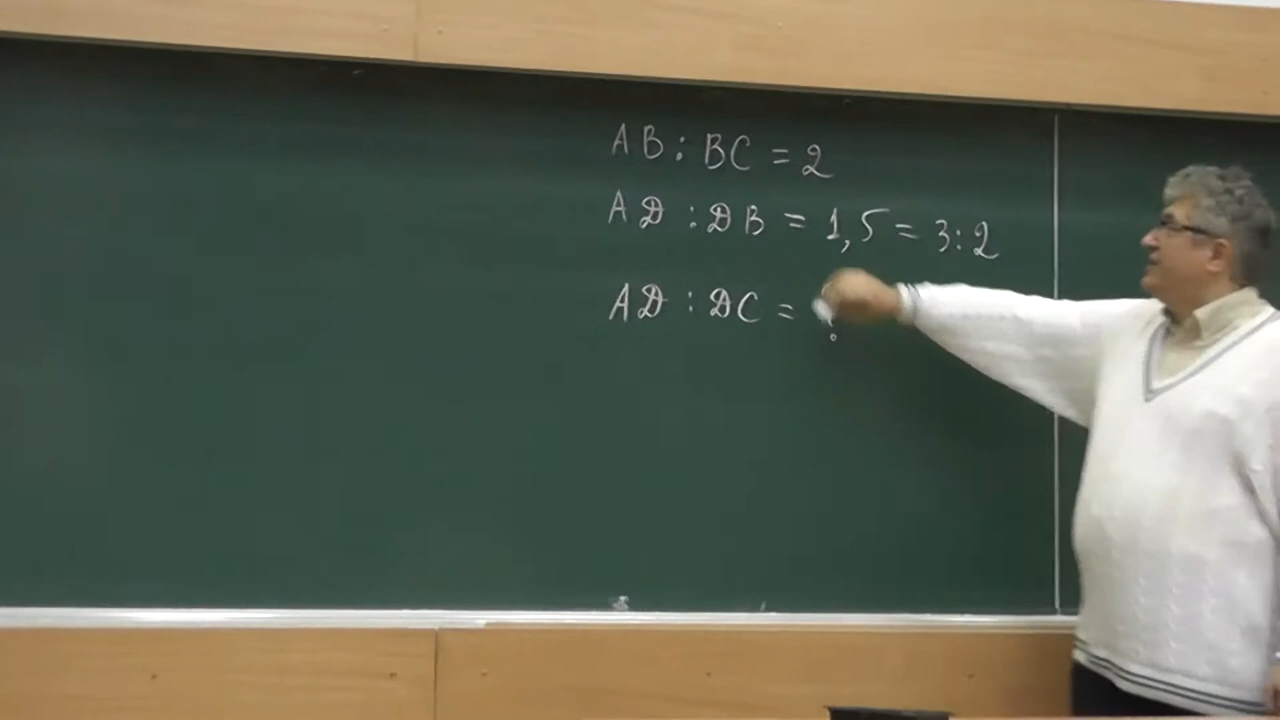 AB : BC = 2
AD : DB = 1,5 = 3:2
AD : DC = ?